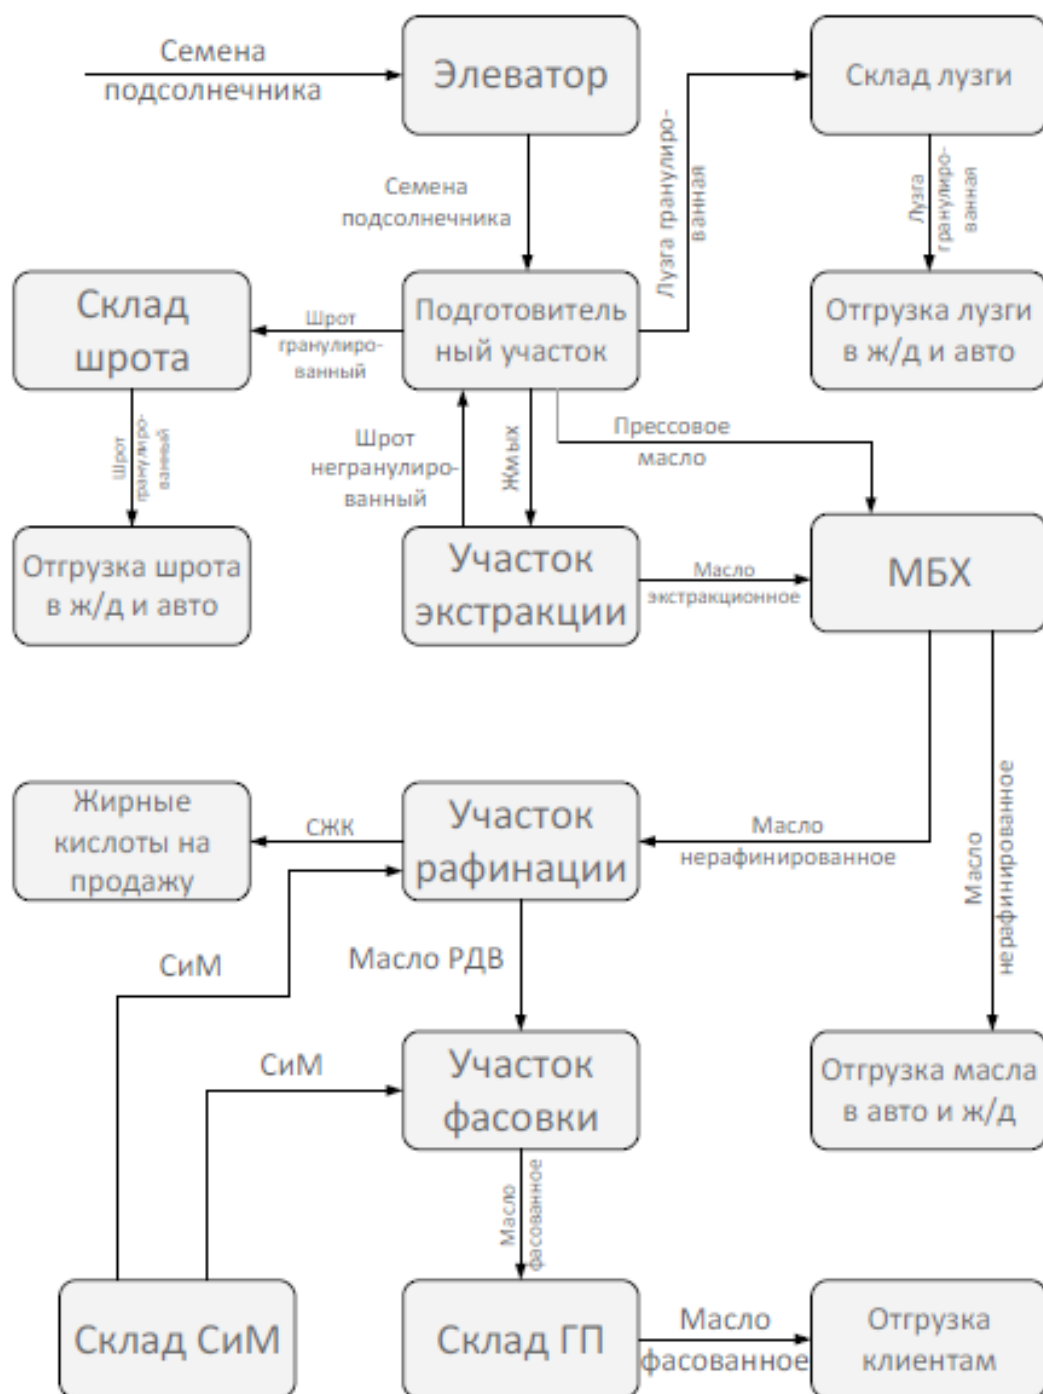 Семена
подсолнечника
Элеватор
Склад лузги
Семена
подсолнечника
Лузга гранулиро-
ванная
Лузга
гранулиро-
ванная
Склад
шрота
Шрот
гранулиро-
ванный
Подготовитель
ный участок
Отгрузка лузги
в ж/д и авто
Шрот
гранулиро-
ванный
Шрот
негранулиро-
ванный
Жмых
Прессовое
масло
Отгрузка шрота
в ж/д и авто
Участок
экстракции
Масло
экстракционное
МБХ
Жирные
кислоты на
продажу
СЖК
Участок
рафинации
Масло
нерафинированное
Масло
нерафинированное
СиМ
Масло РДВ
СиМ
Участок
фасовки
Отгрузка масла
в авто и ж/д
Масло
фасованное
Склад СиМ
Склад ГП
Масло
фасованное
Отгрузка
клиентам